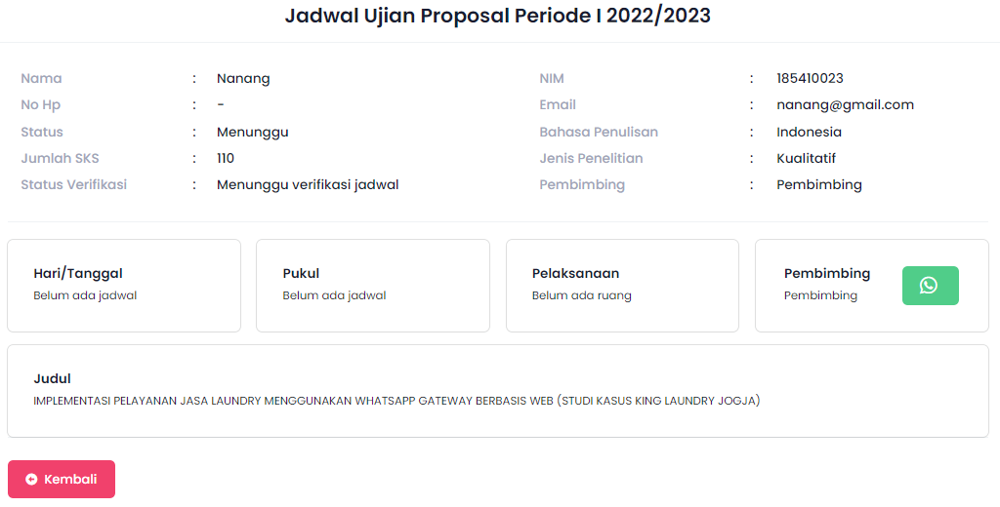 Jadwal Ujian Proposal Periode I 2022/2023
Nama : Nanang NIM : 185410023
No Hp : - Email : nanang@gmail.com
Status : Menunggu Bahasa Penulisan : Indonesia
Jumlah SKS : 110 Jenis Penelitian : Kualitatif
Status Verifikasi : Menunggu verifikasi jadwal Pembimbing : Pembimbing
Hari/Tanggal Pukul Pelaksanaan Pembimbing
Belum ada jadwal Belum ada jadwal Belum ada ruang Pembimbing
Judul
IMPLEMENTASI PELAYANAN JASA LAUNDRY MENGGUNAKAN WHATSAPP GATEWAY BERBASIS WEB (STUDI KASUS KING LAUNDRY JOGJA)
Kembali